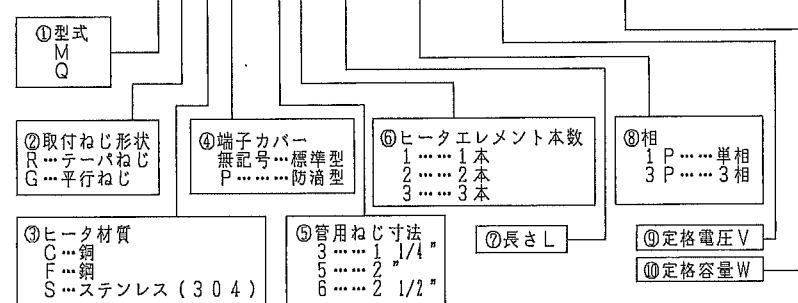 ①型式
M
Q
②取付ねじ形状
R…テーパねじ
G…平行ねじ
④端子カバー
無記号…標準型
P………防滴型
⑥ヒータエレメント本数
1……1本
2……2本
3……3本
⑧相
1P……単相
3P……3相
③ヒータ材質
C…銅
F…鋼
S…ステンレス(304)
⑤管用ねじ寸法
3……1 1/4"
5……2"
6……2 1/2"
⑦長さL
⑨定格電圧V
⑩定格容量W